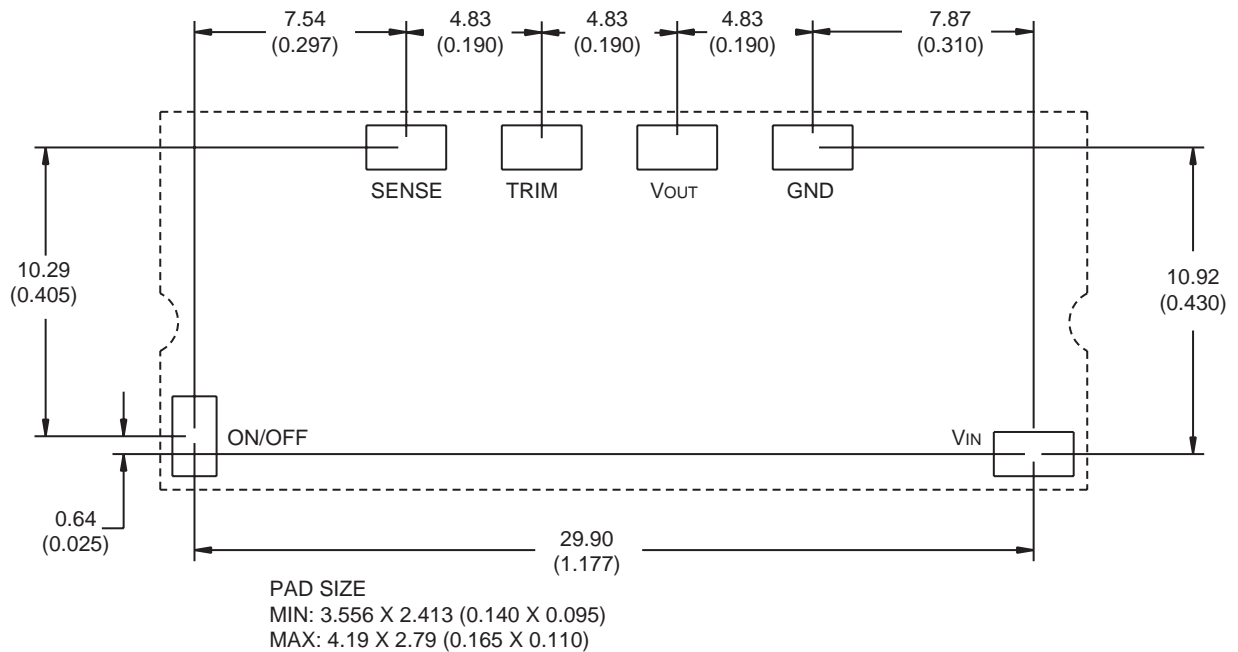 7.54
(0.297)
4.83
(0.190)
4.83
(0.190)
4.83
(0.190)
7.87
(0.310)
SENSE
TRIM
VOUT
GND
10.29
(0.405)
10.92
(0.430)
ON/OFF
VIN
0.64
(0.025)
29.90
(1.177)
PAD SIZE
MIN: 3.556 X 2.413 (0.140 X 0.095)
MAX: 4.19 X 2.79 (0.165 X 0.110)